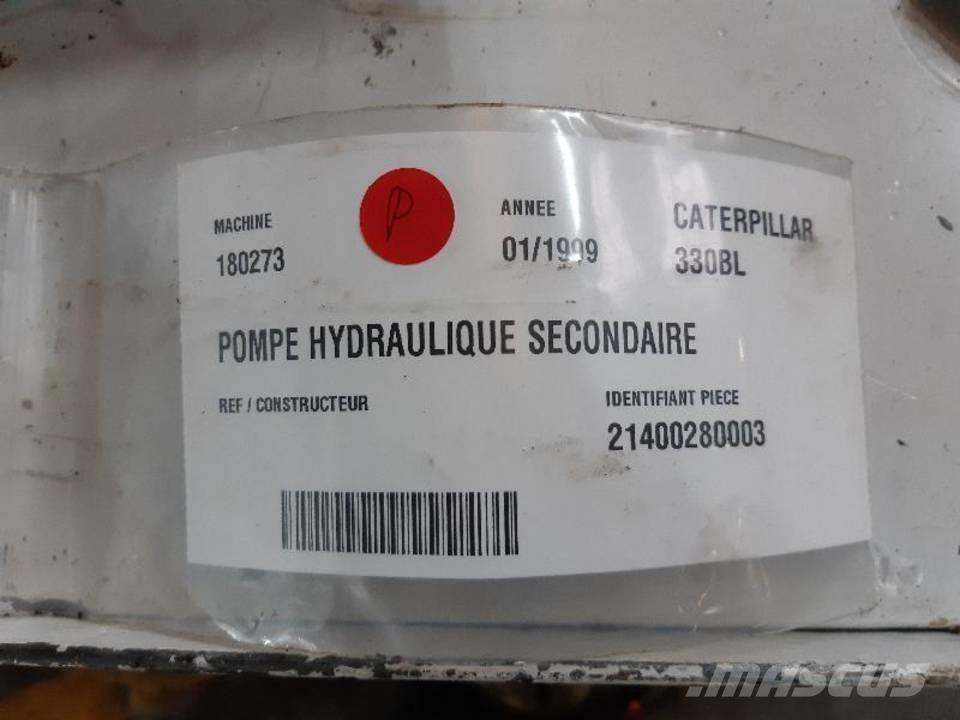 MACHINE
180273
P
ANNEE
01/1999
CATERPILLAR
330BL
POMPE HYDRAULIQUE SECONDAIRE
REF / CONSTRUCTEUR
IDENTIFIANT PIECE
21400280003
MASCUS